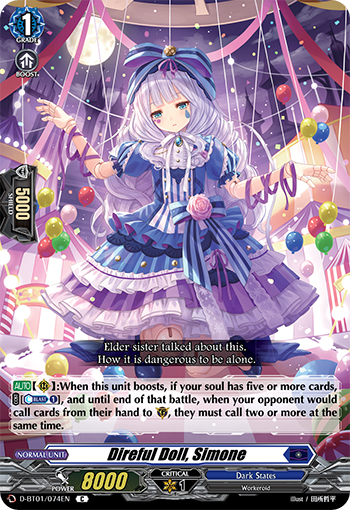 1
GRADE
BOOST
5000
SHIELD
Elder sister talked about this.
How it is dangerous to be alone.
AUTO【 】:When this unit boosts, if your soul has five or more cards,
COST [COUNTER BLAST 1], and until end of that battle, when your opponent would
call cards from their hand to , they must call two or more at the
same time.
NORMAL UNIT
Direful Doll, Simone
POWER 8000
CRITICAL
1
Dark States
Workeroid
D-BT01/074EN C
Illust / 田所哲平